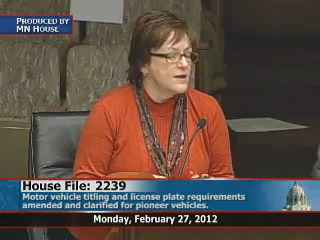 PRODUCED BY
MN HOUSE
House File: 2239
Motor vehicle titling and license plate requirements
amended and clarified for pioneer vehicles.
Monday, February 27, 2012